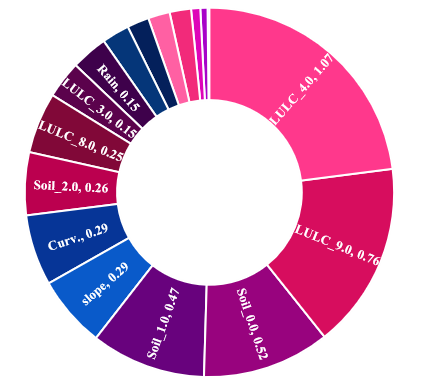 LULC_4.0, 1.07
LULC_9.0, 0.76
Soil_0.0, 0.52
Soil_1.0, 0.47
slope, 0.29
Curv., 0.29
Soil_2.0, 0.26
LULC_8.0, 0.25
LULC_3.0, 0.15
Rain, 0.15